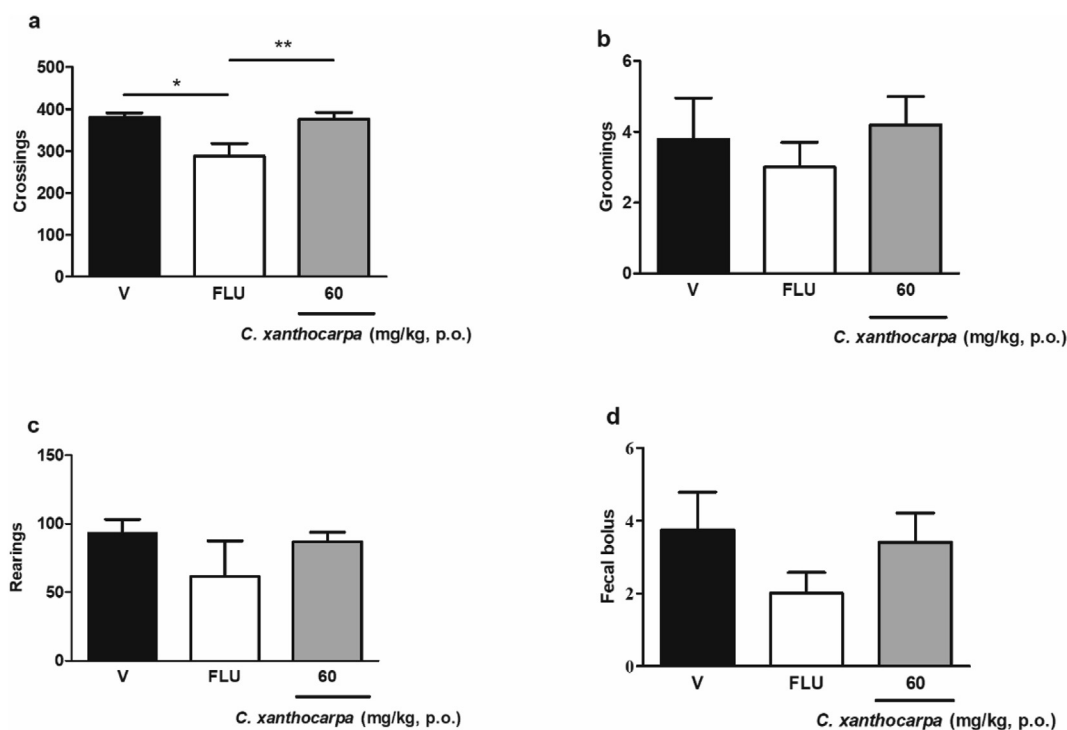 a
500
400
300
200
100
0
Crossings
*
**
V FLU 60
C. xanthocarpa (mg/kg, p.o.)
b
6
4
2
0
Groomings
V FLU 60
C. xanthocarpa (mg/kg, p.o.)
c
150
100
50
0
Rearings
V FLU 60
C. xanthocarpa (mg/kg, p.o.)
d
6
4
2
0
Fecal bolus
V FLU 60
C. xanthocarpa (mg/kg, p.o.)